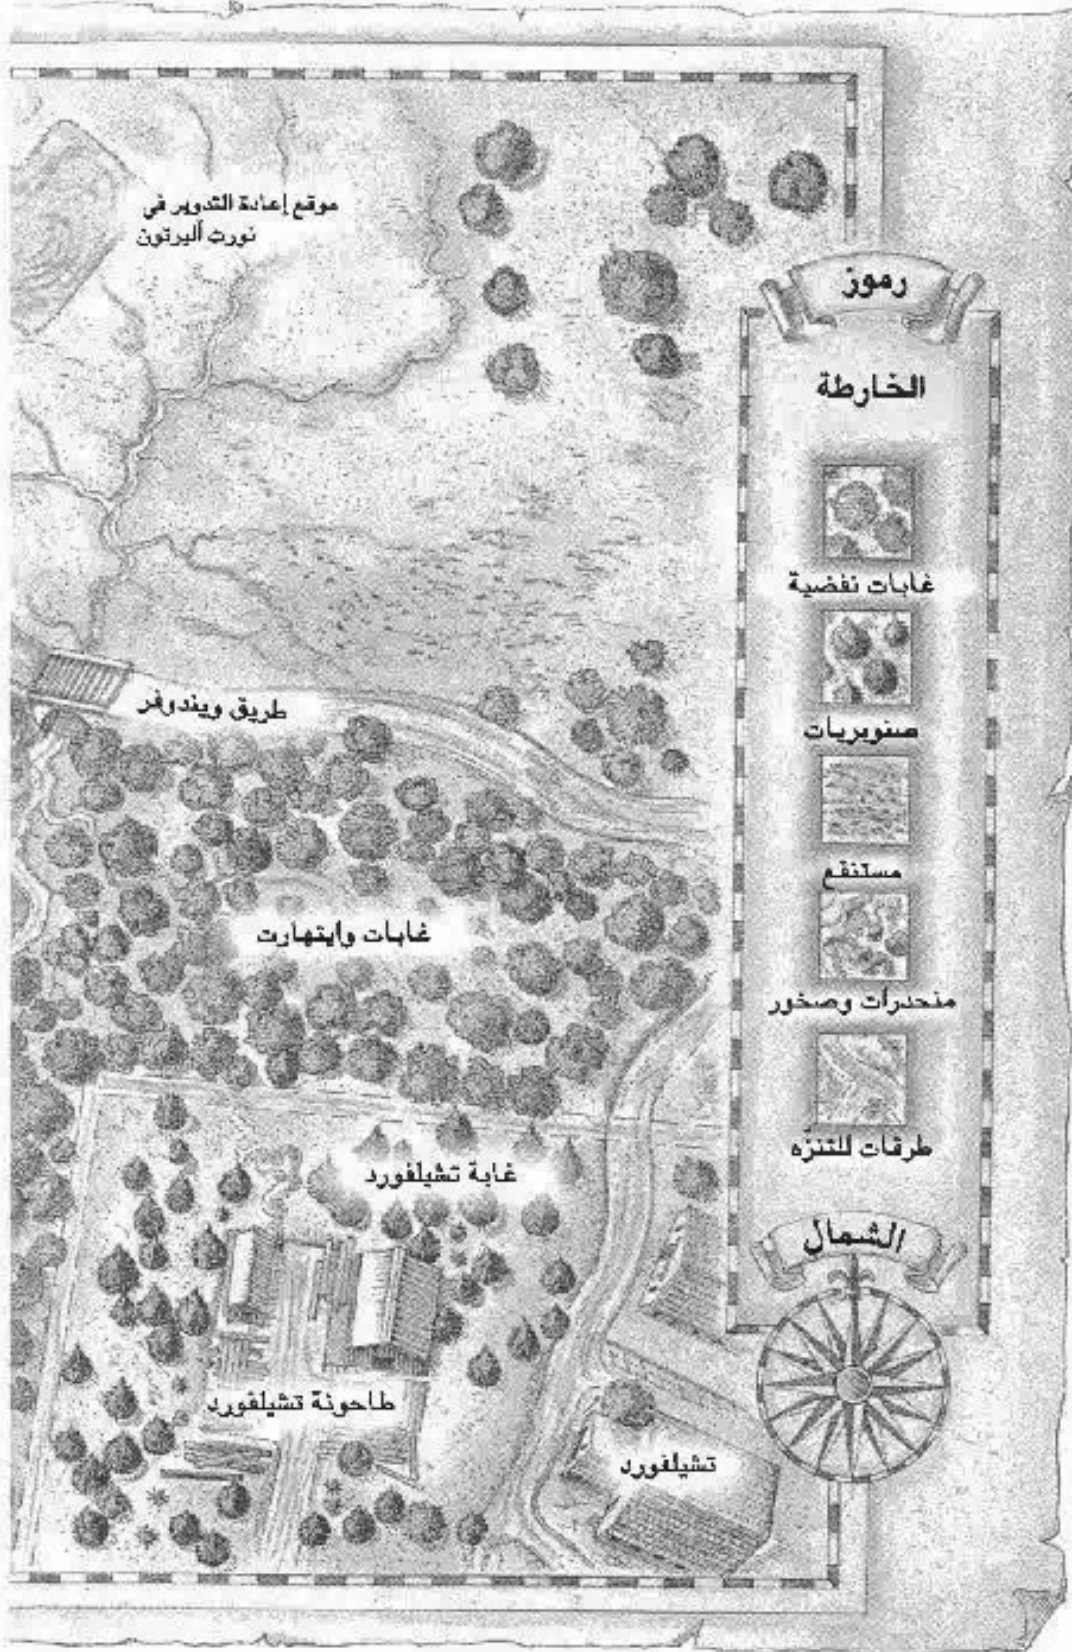 موقع إعادة التدوير في
نورث ألبرتون
رموز
الخارطة
غابات نفضية
صنوبريات
طريق ويندوفر
مستنقع
غابات وايتهارت
منحدرات وصخور
طرقات للتنزه
غابة تشيلفورد
الشمال
طاحونة تشيلفورد
تشيلفورد